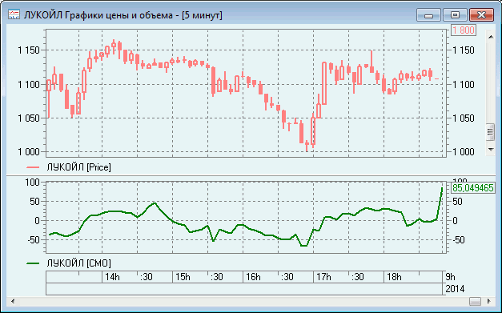 ЛУКОЙЛ Графики цены и объема - [5 минут]
1 800
1 150 1 150
1 100 1 100
1 050 1 050
1 000 1 000
ЛУКОЙЛ [Price]
100 100
85,049465
50
0 0
-50 -50
ЛУКОЙЛ [CMO]
14h :30 15h :30 16h :30 17h :30 18h 9h
2014